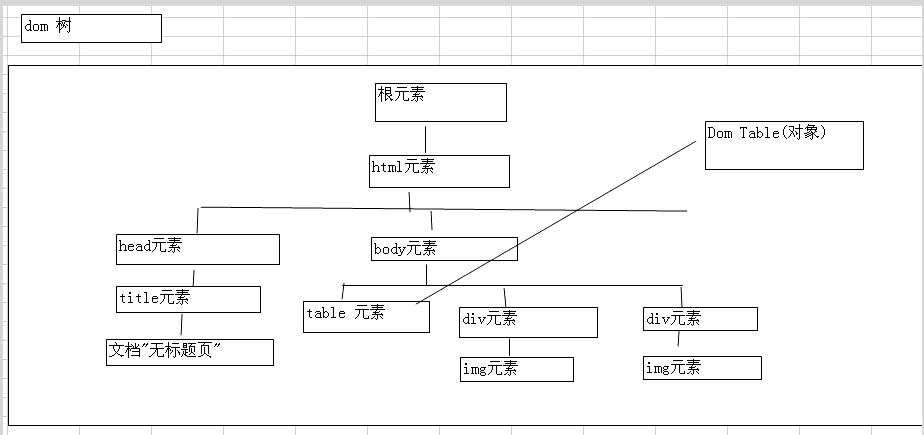 dom 树
根元素
Dom Table(对象)
html元素
head元素
body元素
title元素
table 元素
div元素
div元素
文档"无标题页"
img元素
img元素